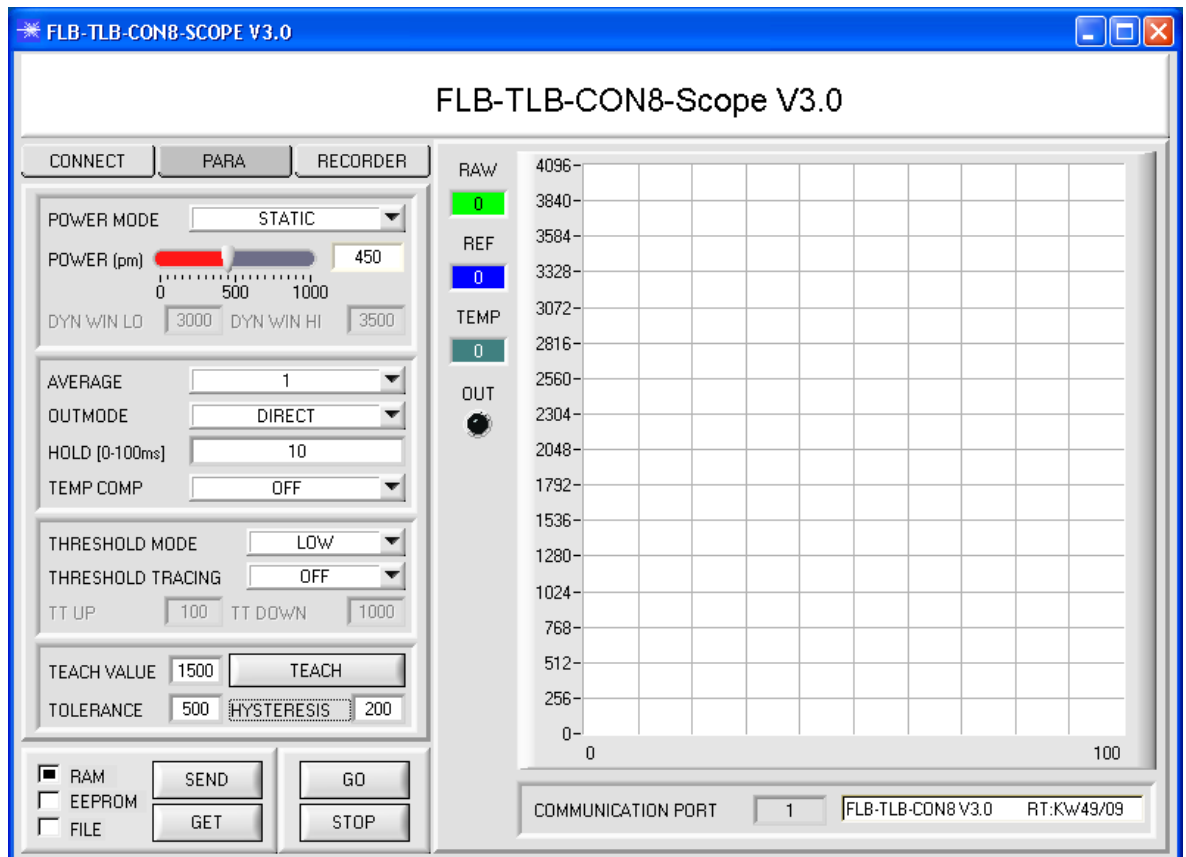 FLB-TLB-CON8-SCOPE V3.0
FLB-TLB-CON8-Scope V3.0
CONNECT PARA RECORDER
POWER MODE STATIC
POWER (pm) 450
0 500 1000
DYN WIN LO 3000 DYN WIN HI 3500
AVERAGE 1
OUTMODE DIRECT
HOLD [0-100ms] 10
TEMP COMP OFF
THRESHOLD MODE LOW
THRESHOLD TRACING OFF
TT UP 100 TT DOWN 1000
TEACH VALUE 1500 TEACH
TOLERANCE 500 HYSTERESIS 200
RAM SEND GO
EEPROM
FILE GET STOP
RAW
0
REF
0
TEMP
0
OUT
4096
3840
3584
3328
3072
2816
2560
2304
2048
1792
1536
1280
1024
768
512
256
0
0 100
COMMUNICATION PORT 1 FLB-TLB-CON8 V3.0 RT:KW49/09